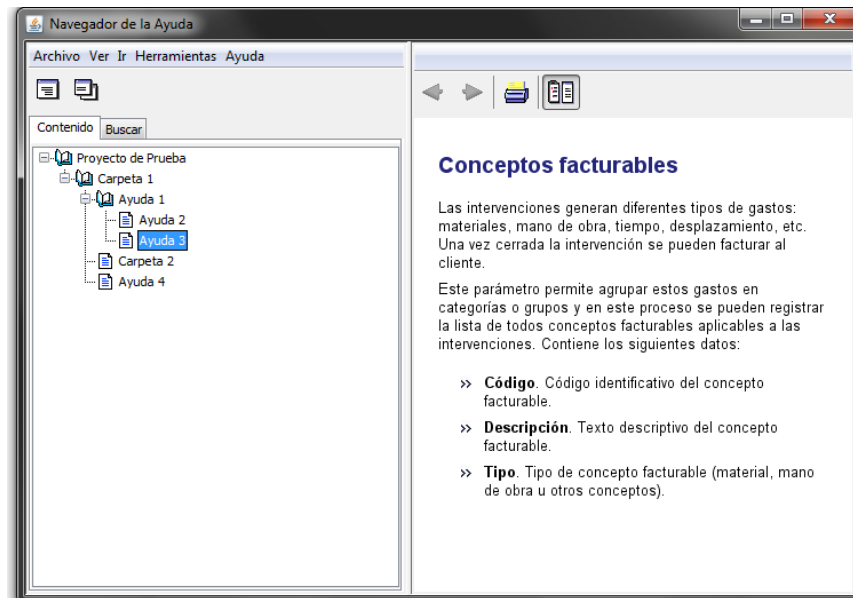 Navegador de la Ayuda
Archivo Ver Ir Herramientas Ayuda
Contenido Buscar
Proyecto de Prueba
Carpeta 1
Ayuda 1
Ayuda 2
Ayuda 3
Carpeta 2
Ayuda 4
Conceptos facturables
Las intervenciones generan diferentes tipos de gastos:
materiales, mano de obra, tiempo, desplazamiento, etc.
Una vez cerrada la intervención se pueden facturar al
cliente.
Este parámetro permite agrupar estos gastos en
categorías o grupos y en este proceso se pueden registrar
la lista de todos conceptos facturables aplicables a las
intervenciones. Contiene los siguientes datos:
›› Código. Código identificativo del concepto
facturable.
›› Descripción. Texto descriptivo del concepto
facturable.
›› Tipo. Tipo de concepto facturable (material, mano
de obra u otros conceptos).